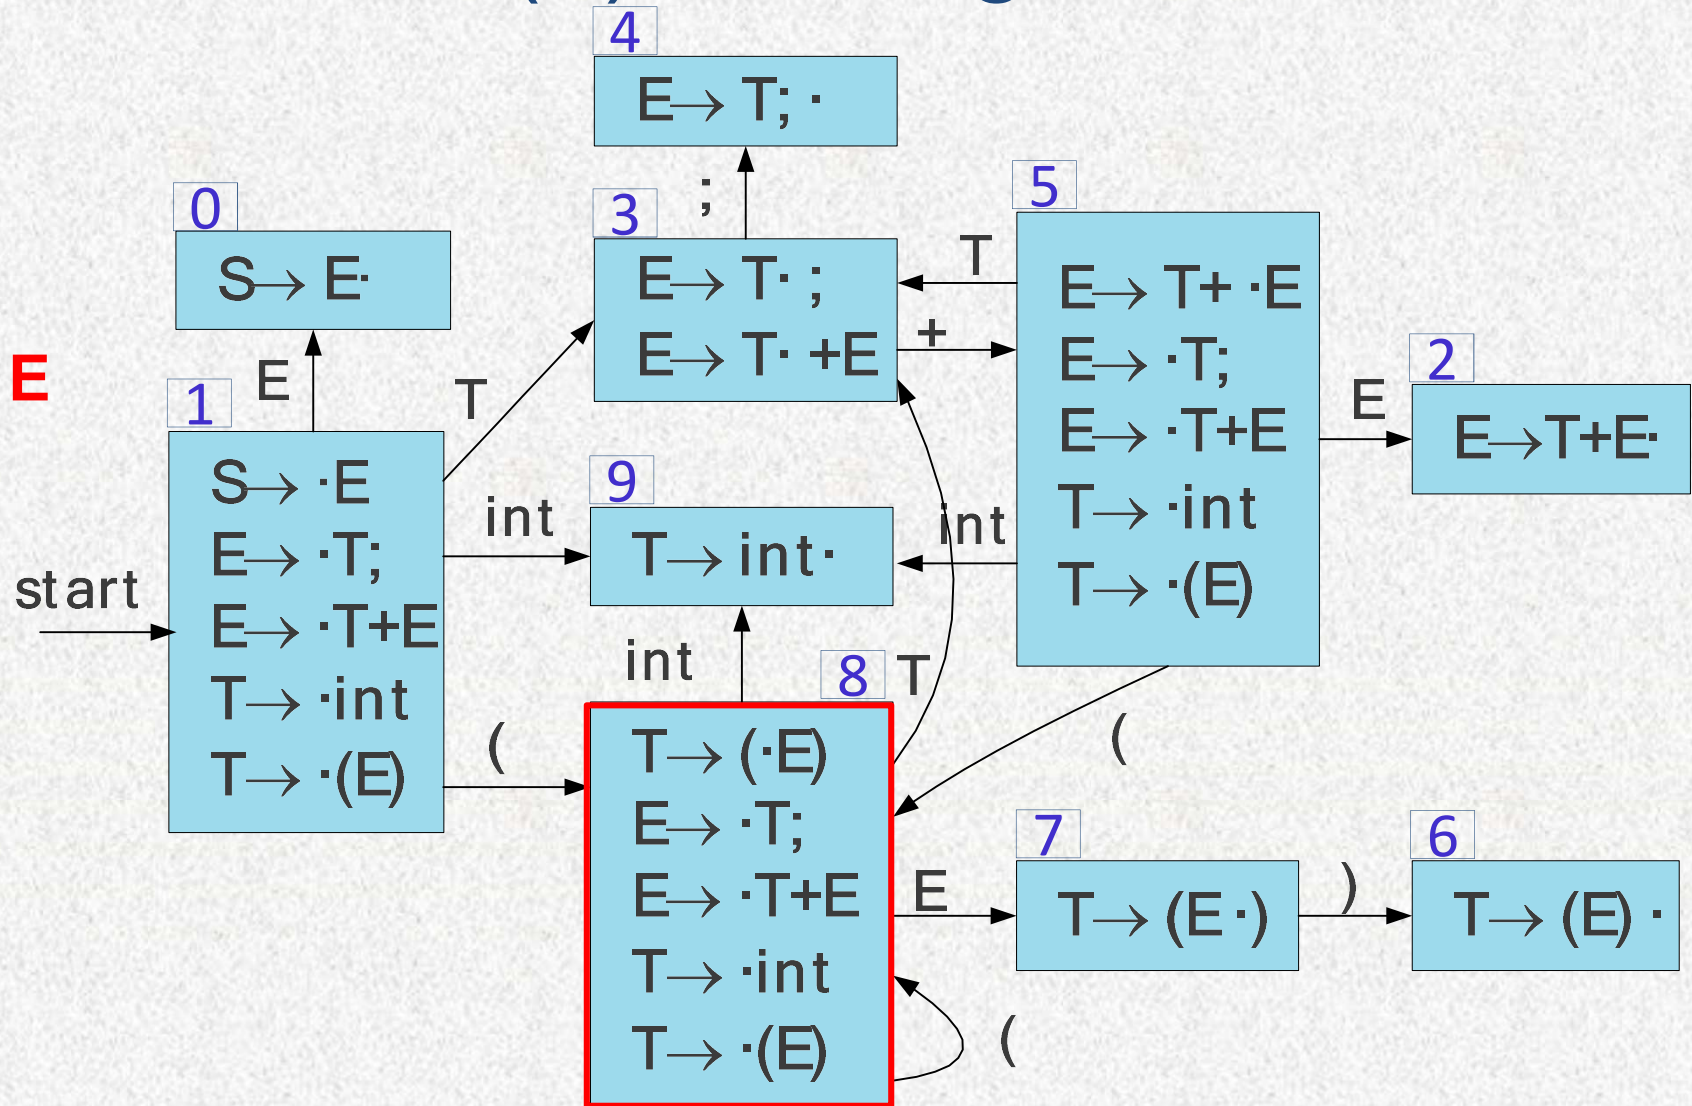 4
E→ T; ·
0
S→ E·
E
E
1
S→ ·E
E→ ·T;
E→ ·T+E
T→ ·int
T→ ·(E)
start
T
int
(
;
3
E→ T· ;
E→ T· +E
T
+
5
E→ T+ ·E
E→ ·T;
E→ ·T+E
T→ ·int
T→ ·(E)
E
2
E→T+E·
9
T→ int·
int
int
8
T
T→ (·E)
E→ ·T;
E→ ·T+E
T→ ·int
T→ ·(E)
(
(
E
7
T→ (E·)
)
6
T→ (E) ·